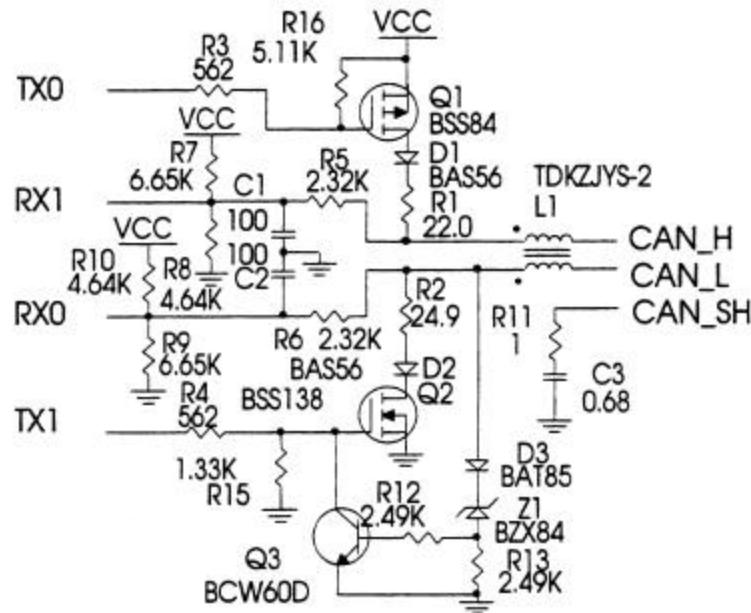 R16
5.11K
VCC
R3
562
TX0
Q1
BSS84
VCC
R7
6.65K
R5
2.32K
D1
BAS56
TDKZJYS-2
L1
RX1
C1
100
R1
22.0
VCC
100
C2
CAN_H
R10
4.64K
R8
4.64K
CAN_L
RX0
R2
24.9
R11
1
CAN_SH
R6
2.32K
R9
6.65K
BAS56
D2
C3
0.68
R4
562
BSS138
Q2
TX1
1.33K
R15
D3
BAT85
R12
2.49K
Z1
BZX84
Q3
BCW60D
R13
2.49K